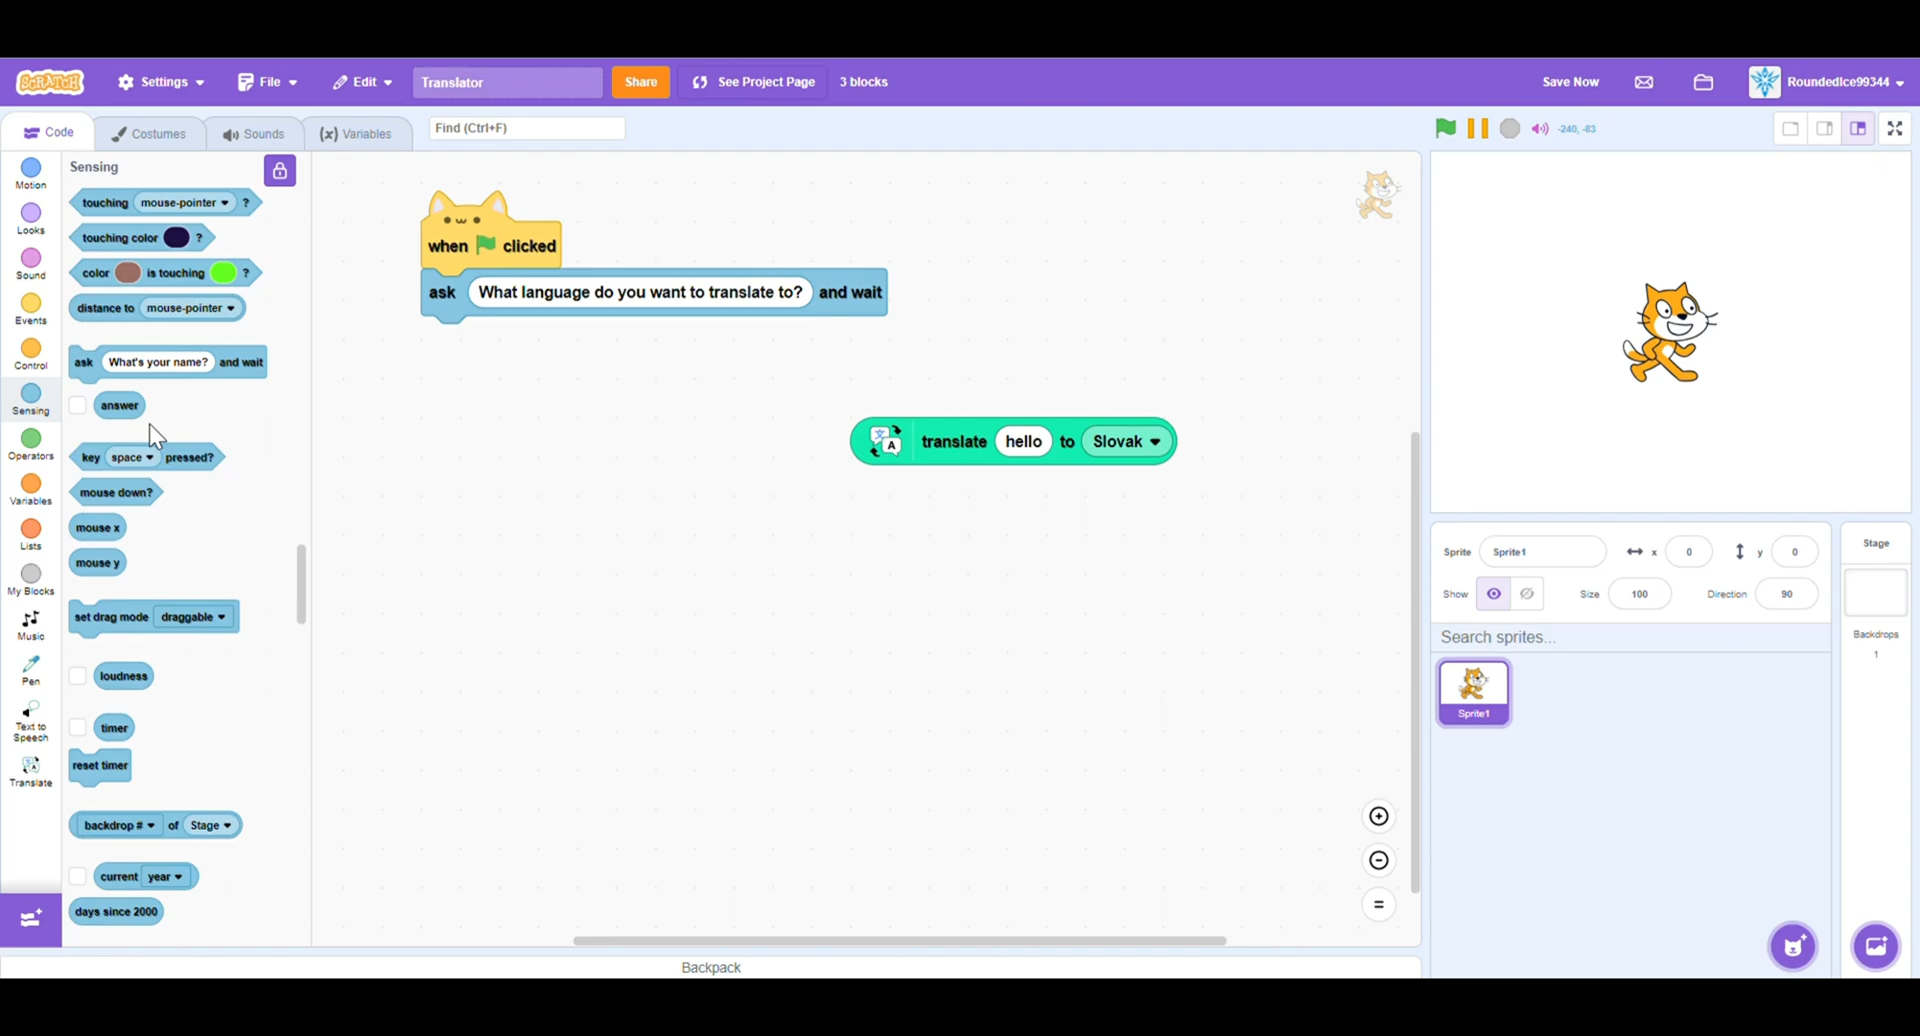 SCRATCH Settings File Edit Translator Share See Project Page 3 blocks Save Now RoundedIce99344
Code Costumes Sounds (x) Variables Find (Ctrl+F) -240, -83
Motion
Looks
Sound
Events
Control
Sensing
Operators
Variables
Lists
My Blocks
Music
Pen
Text to
Speech
Translate
Sensing
touching mouse-pointer ?
touching color ?
color is touching ?
distance to mouse-pointer
ask What's your name? and wait
answer
key space pressed?
mouse down?
mouse x
mouse y
set drag mode draggable
loudness
timer
reset timer
backdrop # of Stage
current year
days since 2000
when clicked
ask What language do you want to translate to? and wait
translate hello to Slovak
Backpack
Sprite Sprite1 x 0 y 0
Show Size 100 Direction 90
Search sprites...
Sprite1
Stage
Backdrops
1